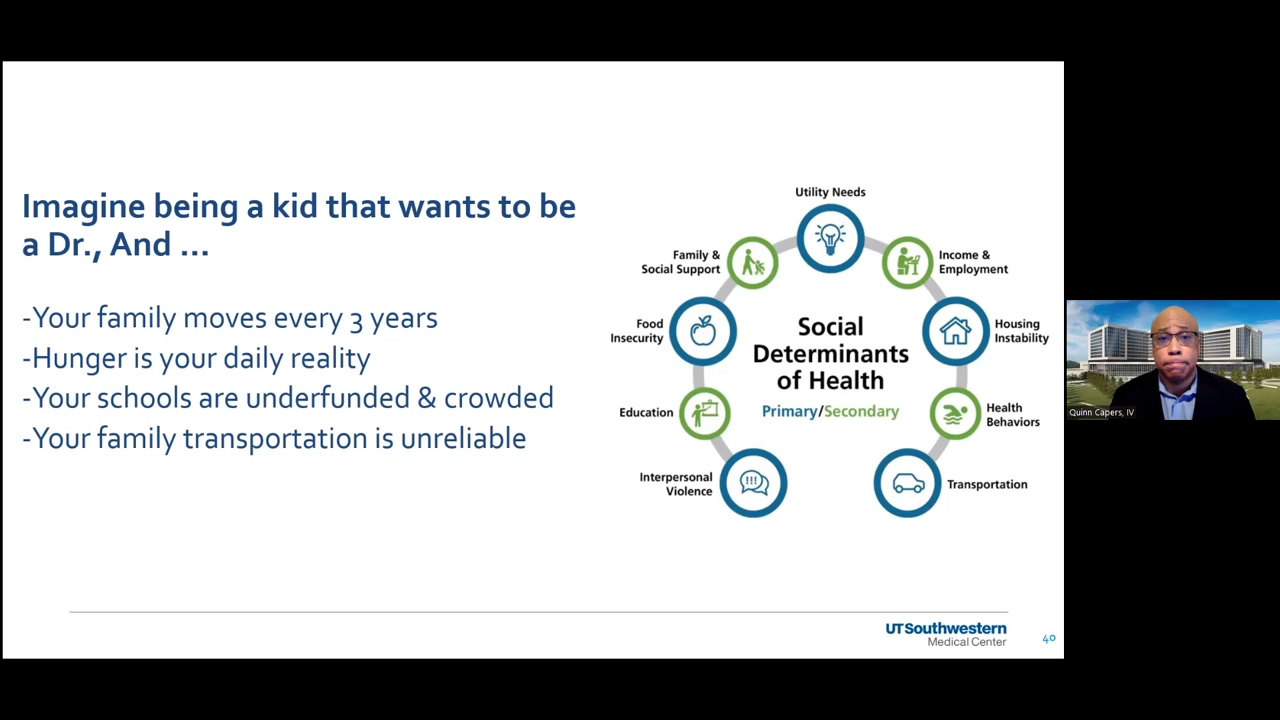 Imagine being a kid that wants to be
a Dr., And ...
-Your family moves every 3 years
-Hunger is your daily reality
-Your schools are underfunded & crowded
-Your family transportation is unreliable
Utility Needs
Family &
Social Support
Income &
Employment
Food
Insecurity
Housing
Instability
Social
Determinants
of Health
Primary/Secondary
Education
Health
Behaviors
Interpersonal
Violence
!!!
Transportation
UTSouthwestern
Medical Center
40
Quinn Capers, IV